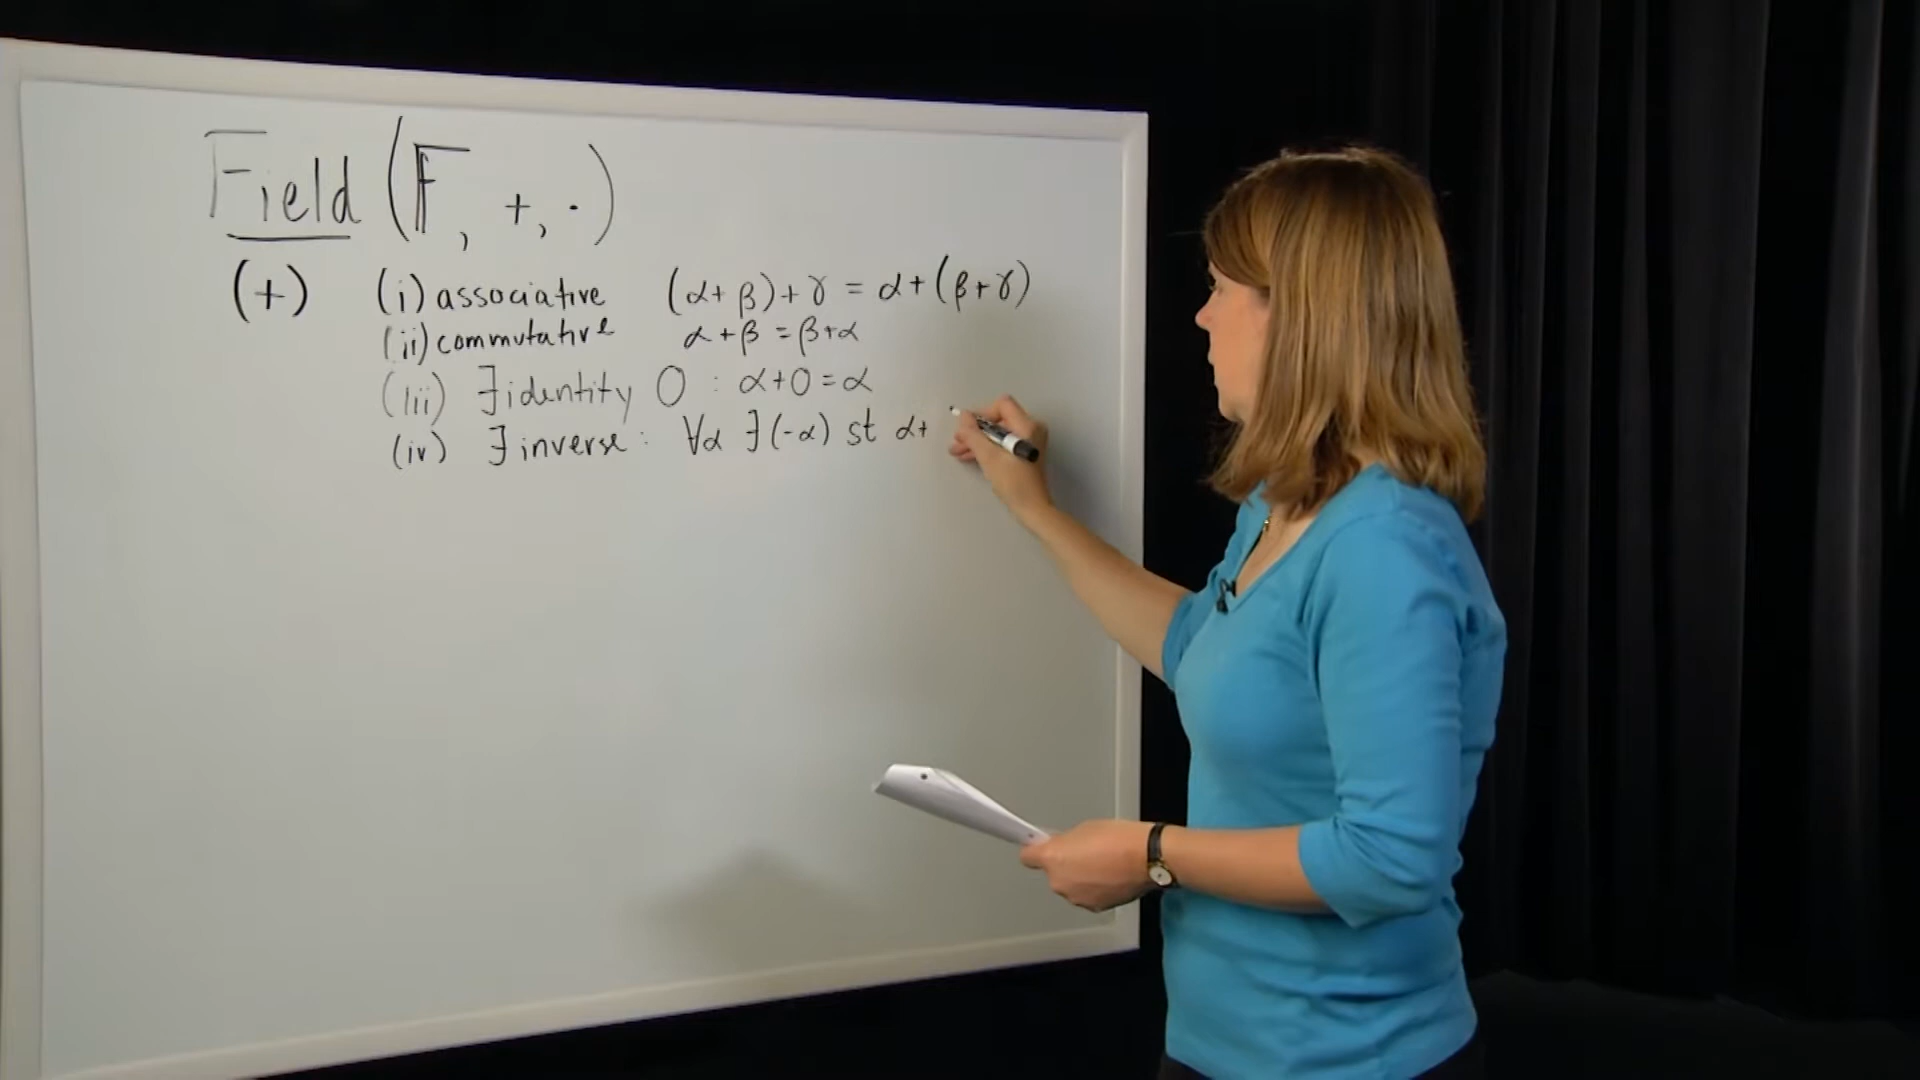 Field (𝔽, +, ·)
(+) (i) associative (α+β)+γ = α+(β+γ)
(ii) commutative α+β = β+α
(iii) ∃ identity 0 : α+0=α
(iv) ∃ inverse : ∀α ∃(-α) st α+